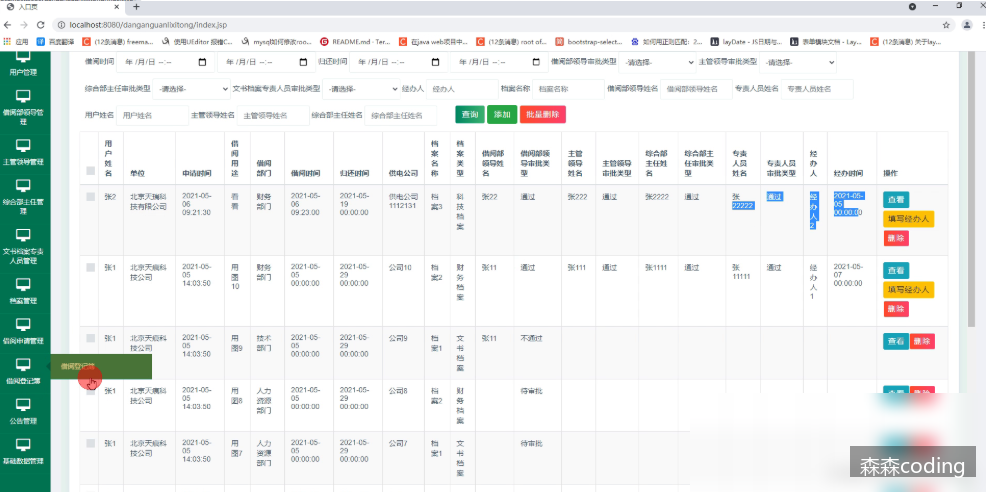 入口页
localhost:8080/danganguanlixitong/index.jsp
应用 百度翻译 (12条消息) freema... 使用UEditor 报错C... mysql如何修改roo... README.md - Ter... 在java web项目中... (12条消息) root of... bootstrap-select... 如何用正则匹配：2... layDate - JS日期与... 表单模块文档 - Lay... (12条消息) 关于lay...
用户管理
借阅部领导管理
主管领导管理
综合部主任管理
文书档案专责人员管理
档案管理
借阅申请管理
借阅登记簿
公告管理
基础数据管理
借阅时间 年 /月/日 --:-- 年 /月/日 --:-- 归还时间 年 /月/日 --:-- 年 /月/日 --:-- 借阅部领导审批类型 -请选择- 主管领导审批类型 -请选择-
综合部主任审批类型 -请选择- 文书档案专责人员审批类型 -请选择- 经办人 经办人 档案名称 档案名称 借阅部领导姓名 借阅部领导姓名 专责人员姓名 专责人员姓名
用户姓名 用户姓名 主管领导姓名 主管领导姓名 综合部主任姓名 综合部主任姓名 查询 添加 批量删除
用户姓名 单位 申请时间 借阅用途 借阅部门 借阅时间 归还时间 供电公司 档案名称 档案类型 借阅部领导姓名 借阅部领导审批类型 主管领导姓名 主管领导审批类型 综合部主任姓名 综合部主任审批类型 专责人员姓名 专责人员审批类型 经办人 经办时间 操作
张2 北京天瑞科技有限公司 2021-05-06 09:21:30 看看 财务部门 2021-05-06 09:23:00 2021-05-19 00:00:00 供电公司1112131 档案3 科技档案 张22 通过 张222 通过 张2222 通过 张22222 通过 经办人2 2021-05-05 00:00:00 查看 填写经办人 删除
张1 北京天痕科技公司 2021-05-05 14:03:50 用图10 财务部门 2021-05-05 00:00:00 2021-05-29 00:00:00 公司10 档案2 财务档案 张11 通过 张111 通过 张1111 通过 张11111 通过 经办人1 2021-05-07 00:00:00 查看 填写经办人 删除
张1 北京天痕科技公司 2021-05-05 14:03:50 用图9 技术部门 2021-05-05 00:00:00 2021-05-29 00:00:00 公司9 档案1 文书档案 张11 不通过 查看 删除
张1 北京天痕科技公司 2021-05-05 14:03:50 用图8 人力资源部门 2021-05-05 00:00:00 2021-05-29 00:00:00 公司8 档案2 财务档案 待审批
张1 北京天痕科技公司 2021-05-05 14:03:50 用图7 人力资源部门 2021-05-05 00:00:00 2021-05-29 00:00:00 公司7 档案1 文书档案 待审批
森森coding